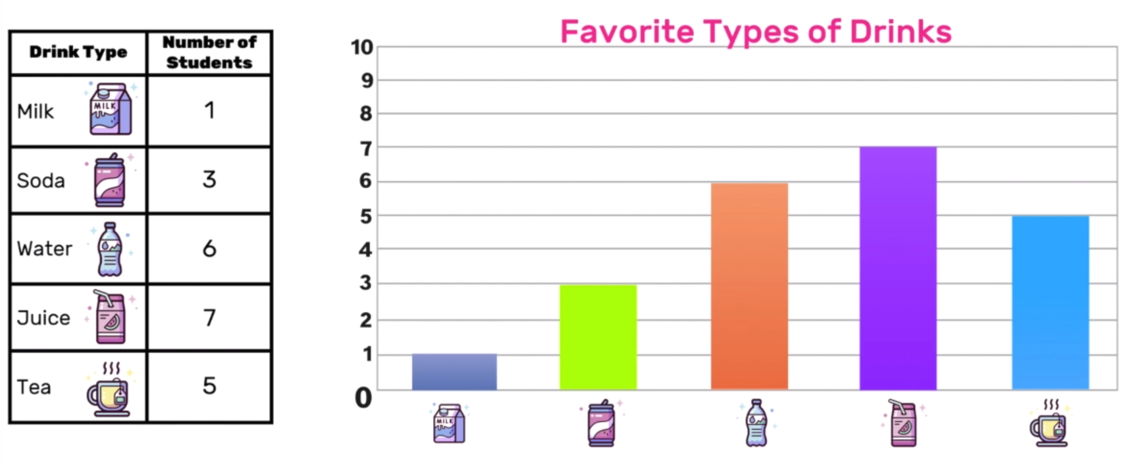 Drink Type
Number of
Students
Milk
MILK
1
Soda
3
Water
6
Juice
7
Tea
5
Favorite Types of Drinks
10
9
8
7
6
5
4
3
2
1
0
MILK